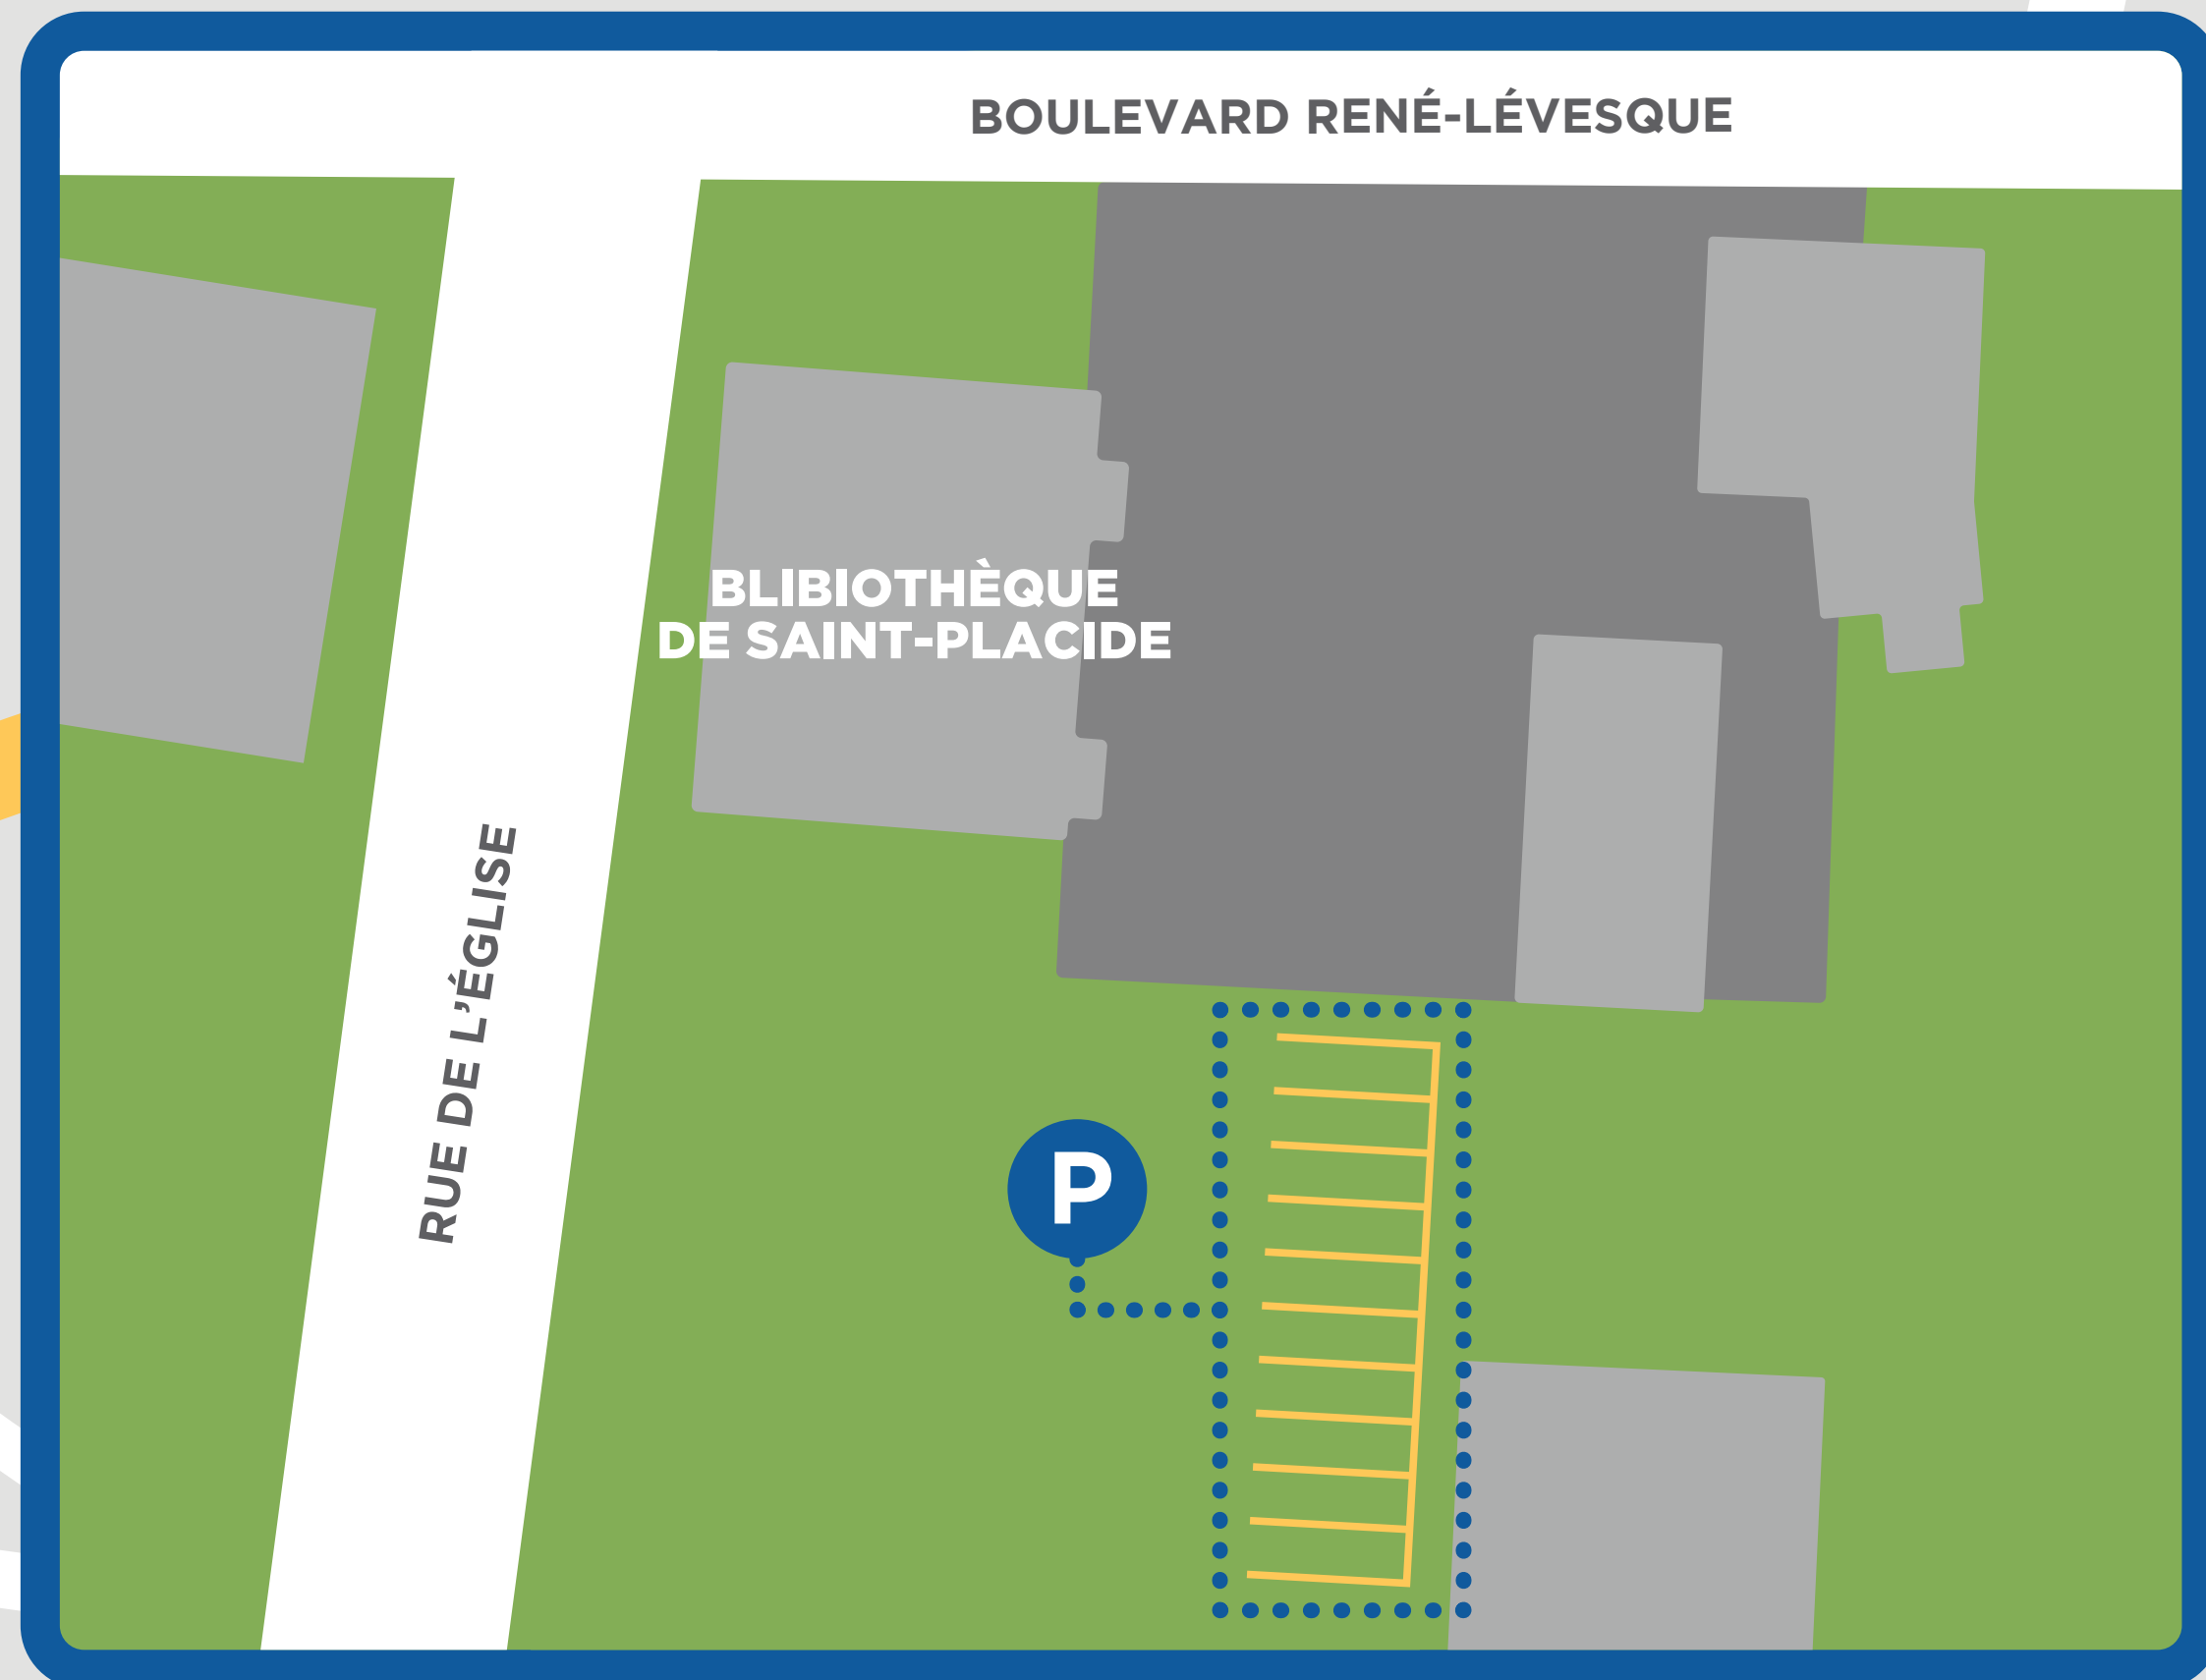 BOULEVARD RENÉ-LÉVESQUE
BLIBIOTHÈQUE
DE SAINT-PLACIDE
RUE DE L'ÉGLISE
P